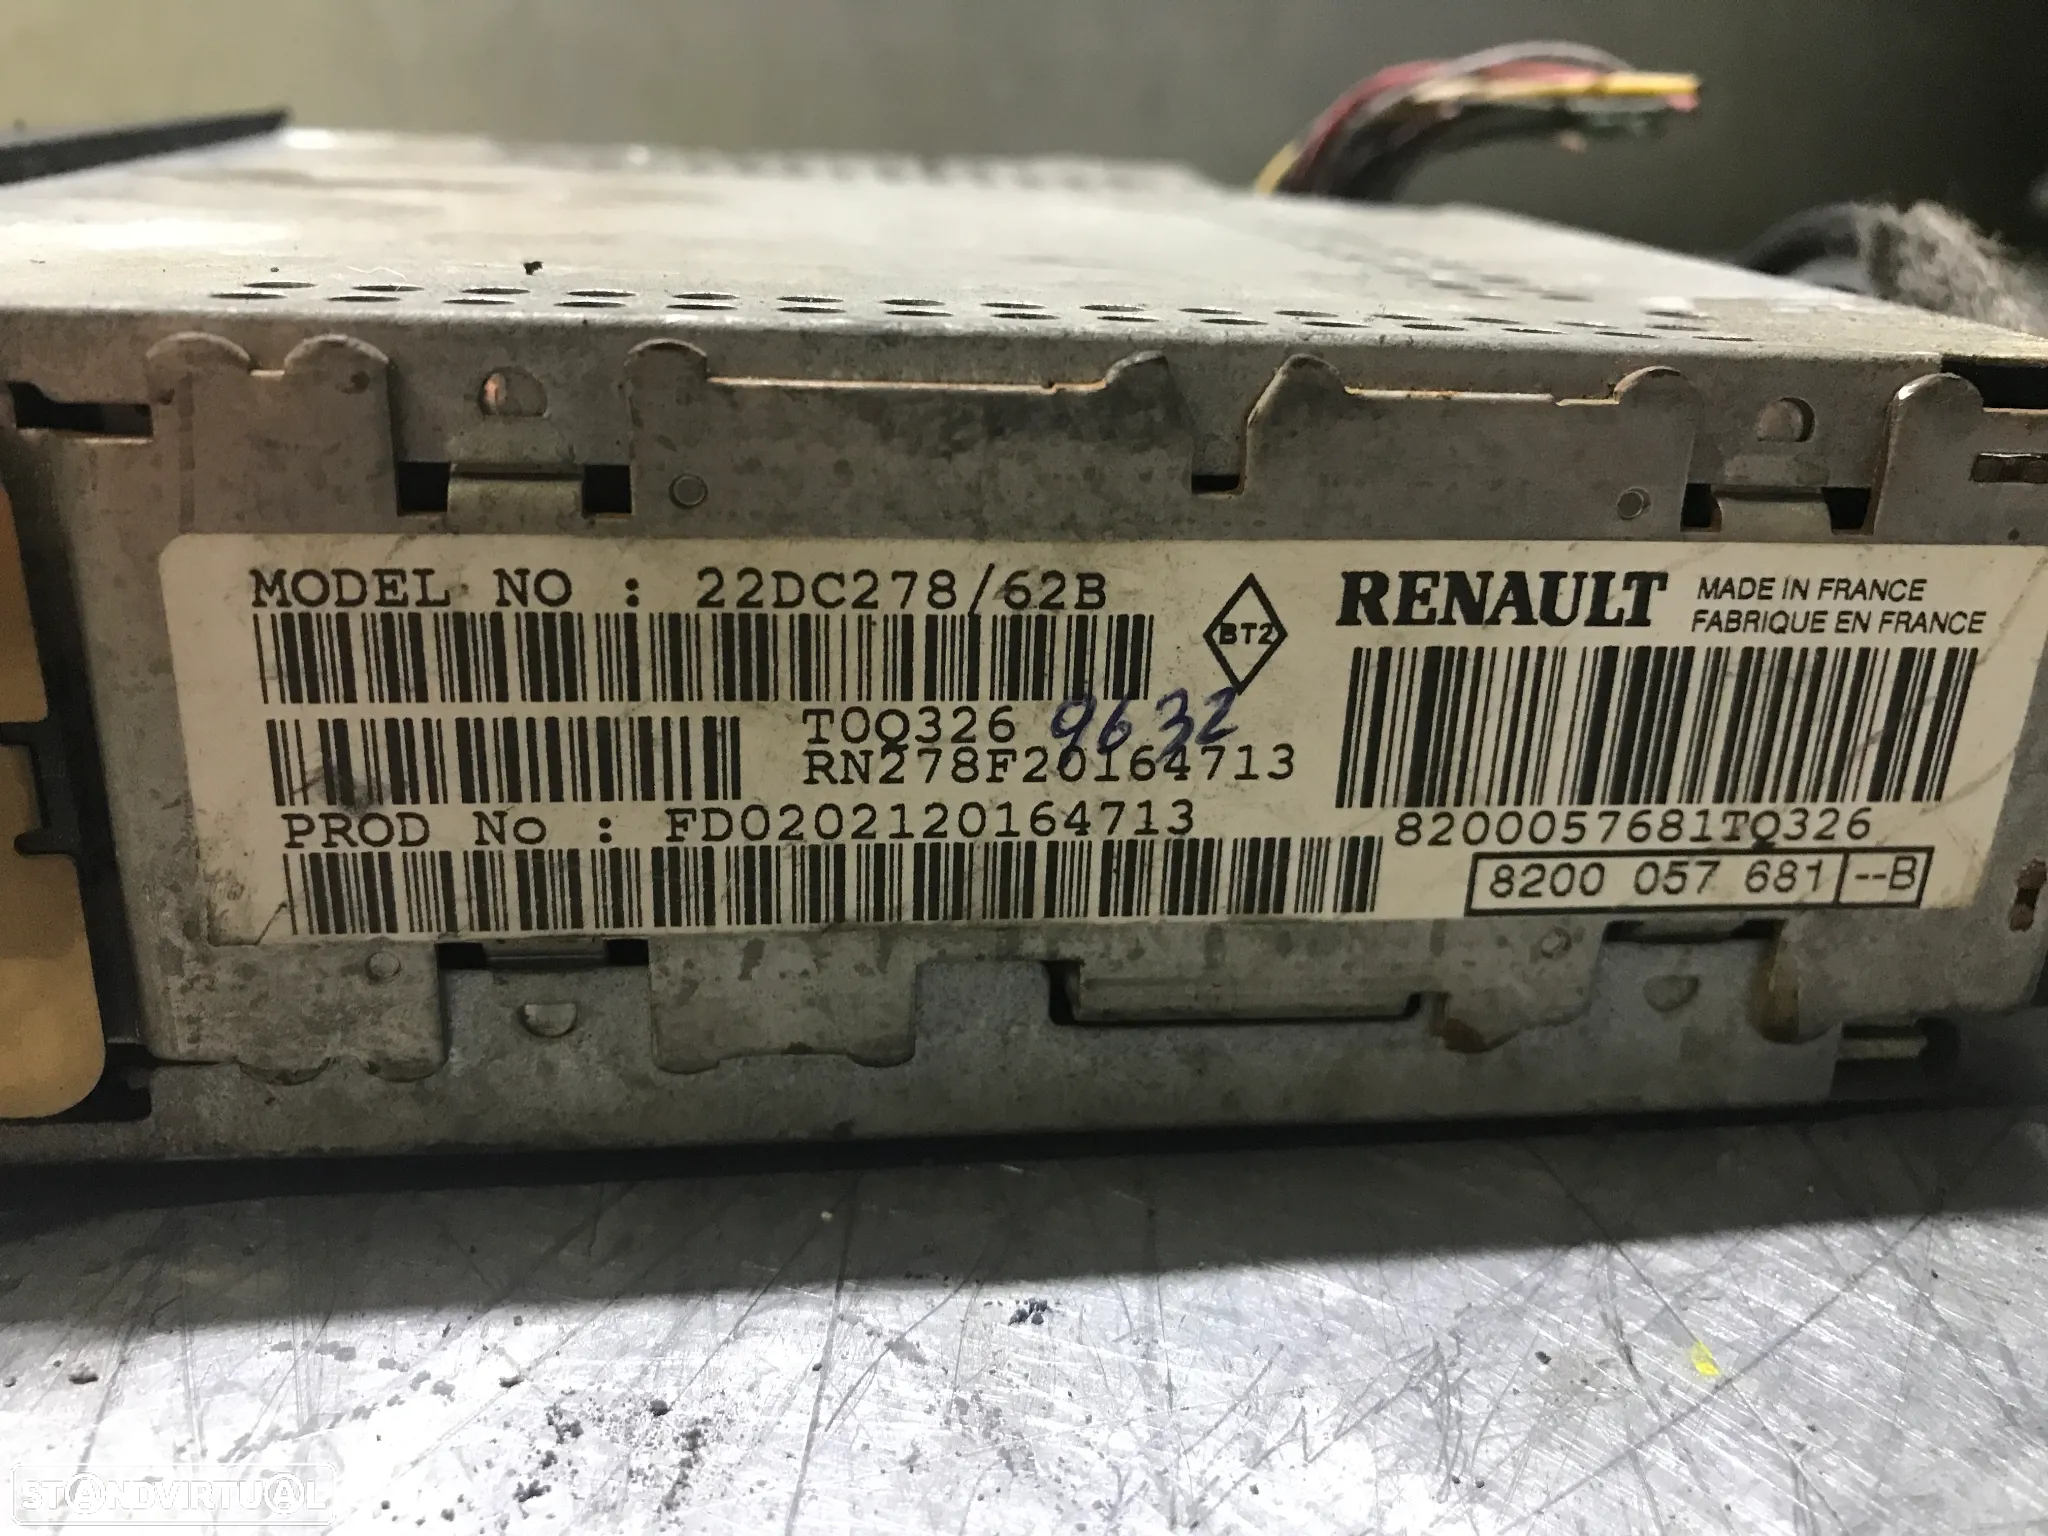 MODEL NO : 22DC278/62B
BT2
RENAULT
MADE IN FRANCE
FABRIQUE EN FRANCE
T0Q326 9632
RN278F20164713
PROD No : FD0202120164713
8200057681TQ326
8200 057 681 --B
STANDVIRTUAL